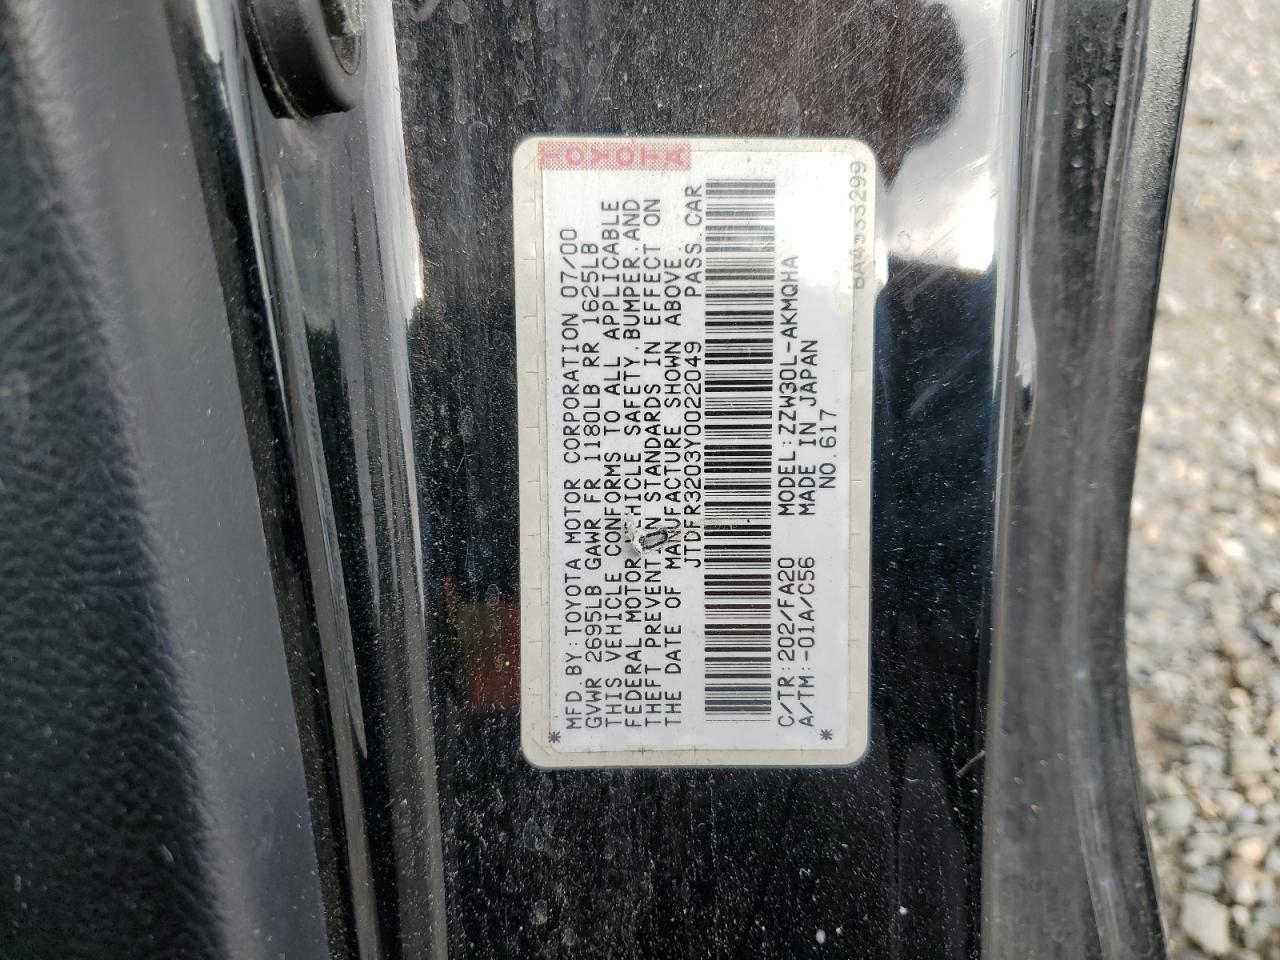 TOYOTA
MFD. BY: TOYOTA MOTOR CORPORATION 07/00
GVWR 2695LB GAWR FR 1180LB RR 1625LB
THIS VEHICLE CONFORMS TO ALL APPLICABLE
FEDERAL MOTOR VEHICLE SAFETY, BUMPER, AND
THEFT PREVENTION STANDARDS IN EFFECT ON
THE DATE OF MANUFACTURE SHOWN ABOVE.
JTDFR3203Y0022049 PASS. CAR
C/TR: 202/FA20 MODEL: ZZW30L-AKMQHA
A/TM: -01A/C56 MADE IN JAPAN
NO. 617
BA4933299